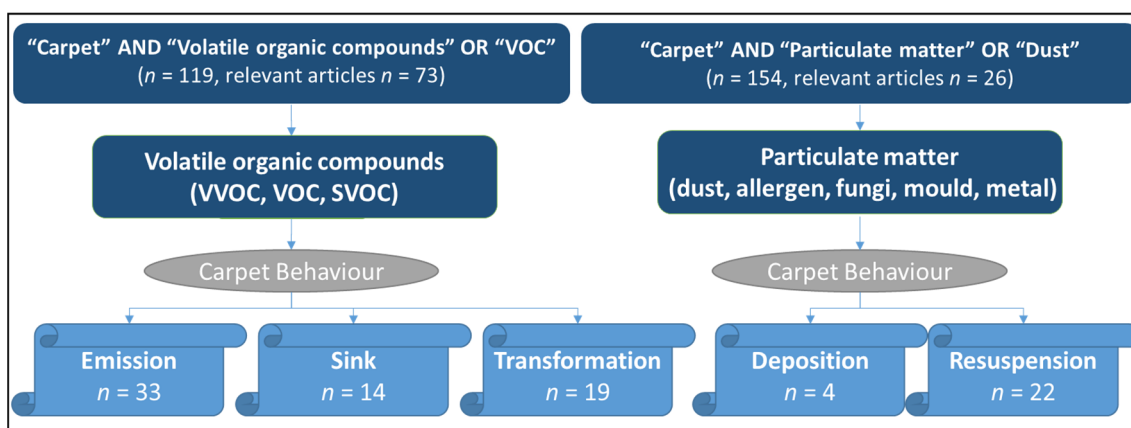 “Carpet” AND “Volatile organic compounds” OR “VOC”
(n = 119, relevant articles n = 73)
“Carpet” AND “Particulate matter” OR “Dust”
(n = 154, relevant articles n = 26)
Volatile organic compounds
(VVOC, VOC, SVOC)
Particulate matter
(dust, allergen, fungi, mould, metal)
Carpet Behaviour
Carpet Behaviour
Emission
n = 33
Sink
n = 14
Transformation
n = 19
Deposition
n = 4
Resuspension
n = 22